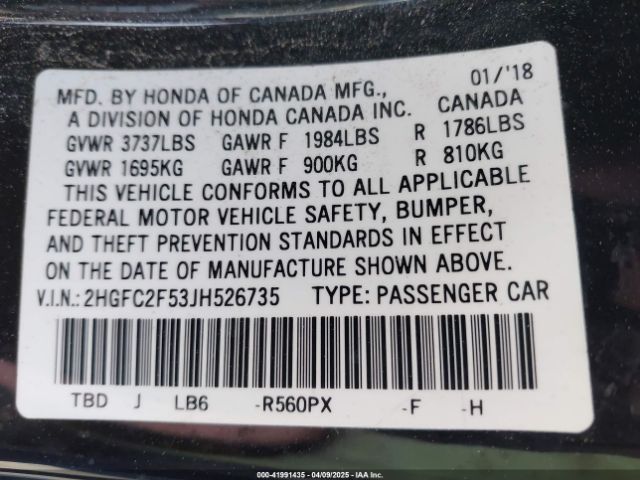 MFD. BY HONDA OF CANADA MFG., 01/'18
A DIVISION OF HONDA CANADA INC. CANADA
GVWR 3737LBS GAWR F 1984LBS R 1786LBS
GVWR 1695KG GAWR F 900KG R 810KG
THIS VEHICLE CONFORMS TO ALL APPLICABLE
FEDERAL MOTOR VEHICLE SAFETY, BUMPER,
AND THEFT PREVENTION STANDARDS IN EFFECT
ON THE DATE OF MANUFACTURE SHOWN ABOVE.
V.I.N.: 2HGFC2F53JH526735 TYPE: PASSENGER CAR
TBD J LB6 -R560PX -F -H
000-41991435 - 04/09/2025 - IAA Inc.